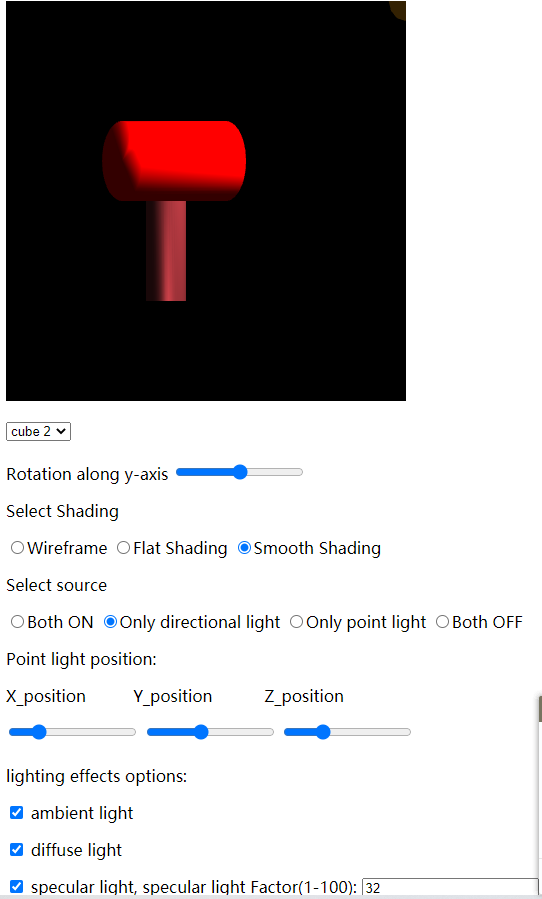 cube 2
Rotation along y-axis
Select Shading
Wireframe Flat Shading Smooth Shading
Select source
Both ON Only directional light Only point light Both OFF
Point light position:
X_position Y_position Z_position
lighting effects options:
ambient light
diffuse light
specular light, specular light Factor(1-100): 32